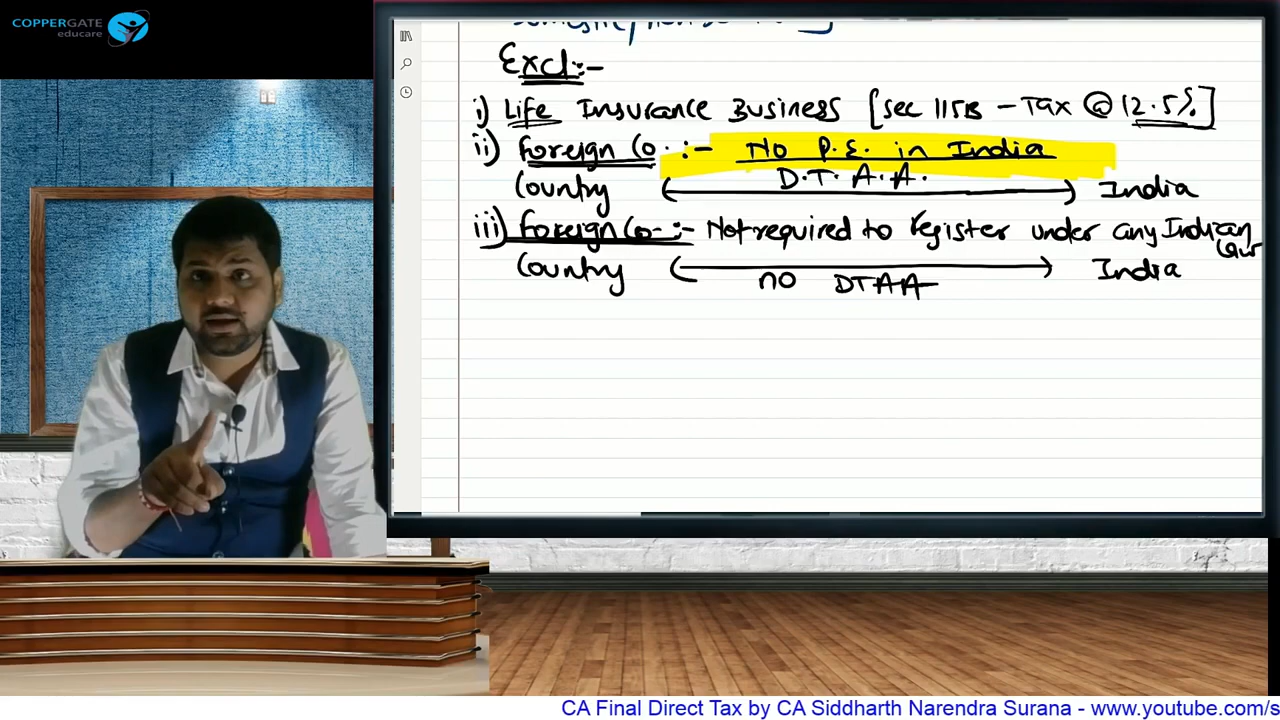 COPPERGATE
educare
Excl:-
i) Life Insurance Business [Sec 115B - Tax @ 12.5%]
ii) Foreign Co. :- No P.E. in India
Country D.T.A.A. India
iii) Foreign Co. :- Not required to register under any Indian
Country no DTAA India
CA Final Direct Tax by CA Siddharth Narendra Surana - www.youtube.com/s